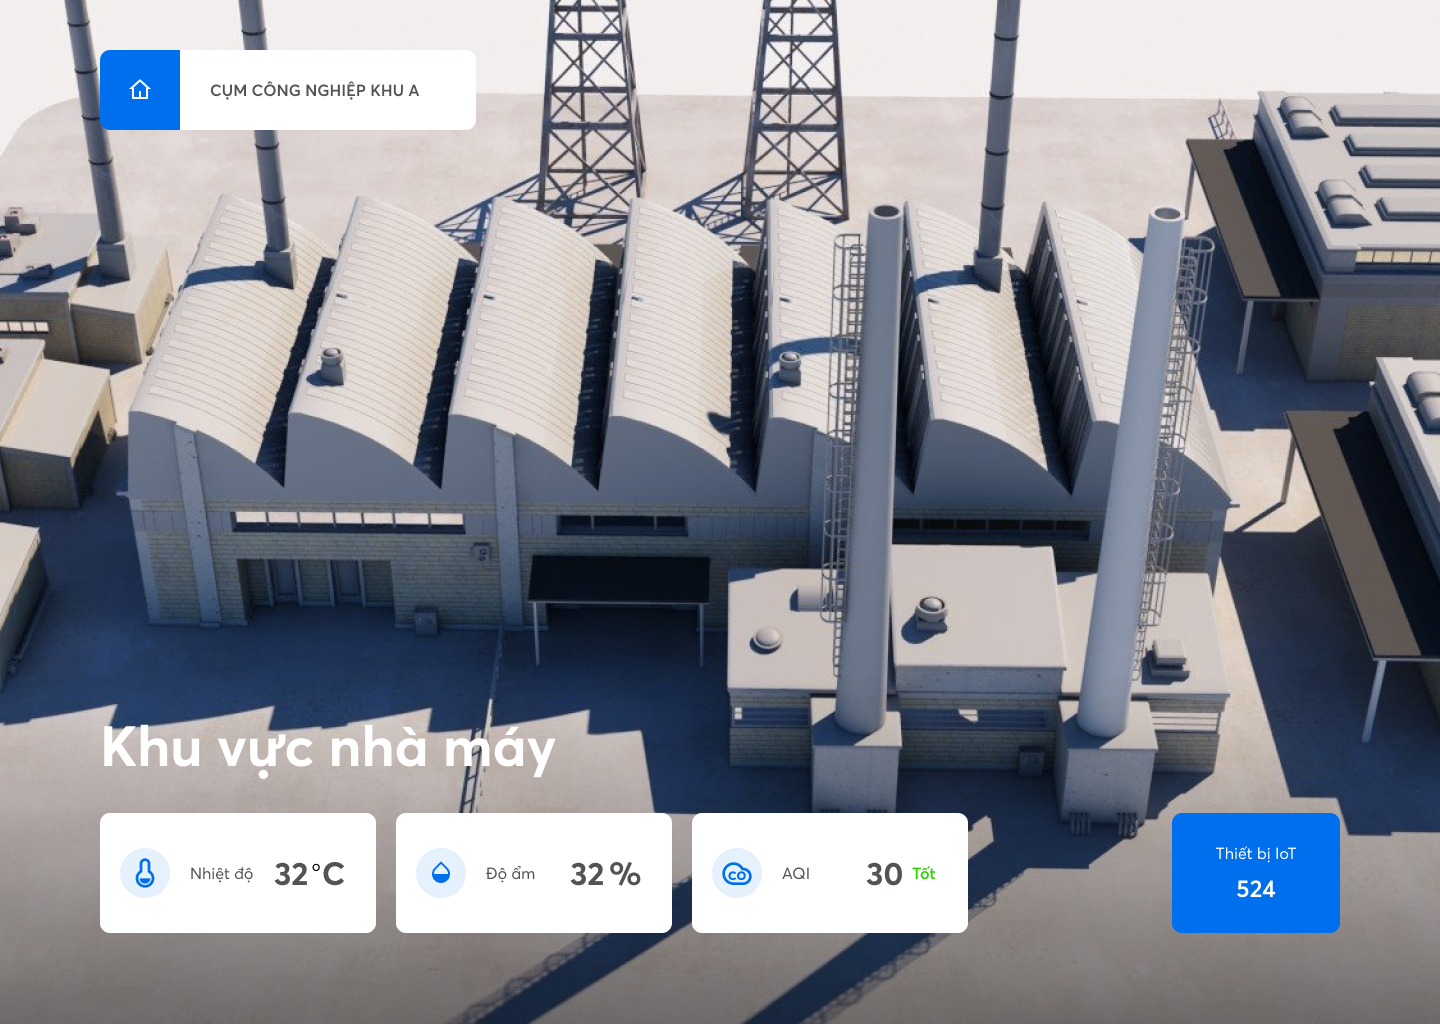 CỤM CÔNG NGHIỆP KHU A
Khu vực nhà máy
Nhiệt độ 32°C
Độ ẩm 32 %
AQI 30 Tốt
Thiết bị IoT
524